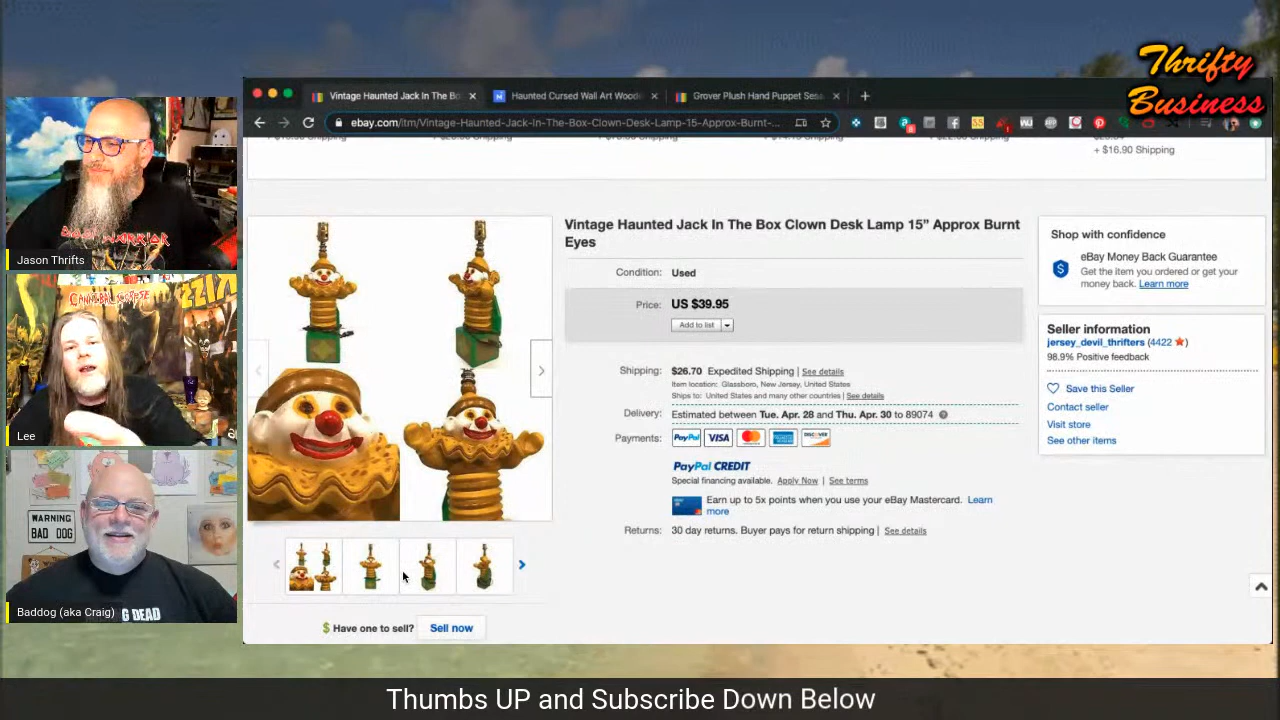 Thrifty
Business
Vintage Haunted Jack In The Bo
Haunted Cursed Wall Art Woode
Grover Plush Hand Puppet Sesa
ebay.com/itm/Vintage-Haunted-Jack-In-The-Box-Clown-Desk-Lamp-15-Approx-Burnt-...
+ $16.90 Shipping
Vintage Haunted Jack In The Box Clown Desk Lamp 15” Approx Burnt
Eyes
Condition: Used
Price: US $39.95
Add to list
Shipping: $26.70 Expedited Shipping | See details
Item location: Glassboro, New Jersey, United States
Ships to: United States and many other countries | See details
Delivery: Estimated between Tue. Apr. 28 and Thu. Apr. 30 to 89074
Payments: PayPal VISA
DISCOVER
PayPal CREDIT
Special financing available. Apply Now | See terms
Earn up to 5x points when you use your eBay Mastercard. Learn
more
Returns: 30 day returns. Buyer pays for return shipping | See details
Shop with confidence
eBay Money Back Guarantee
Get the item you ordered or get your
money back. Learn more
Seller information
jersey_devil_thrifters (4422 ★)
98.9% Positive feedback
Save this Seller
Contact seller
Visit store
See other items
$ Have one to sell? Sell now
Jason Thrifts
CANNIBAL CORPSE
Lee
WARNING
BAD DOG
G DEAD
Baddog (aka Craig)
Thumbs UP and Subscribe Down Below